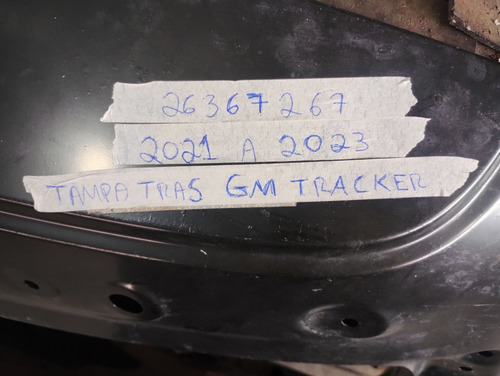 26367267
2021 A 2023
TAMPA TRAS GM TRACKER